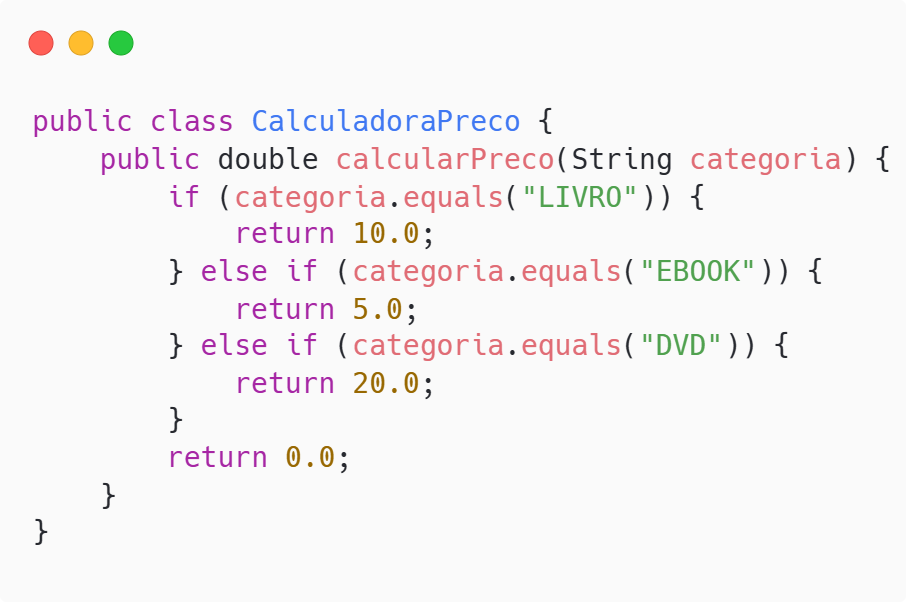 public class CalculadoraPreco {
    public double calcularPreco(String categoria) {
        if (categoria.equals("LIVRO")) {
            return 10.0;
        } else if (categoria.equals("EBOOK")) {
            return 5.0;
        } else if (categoria.equals("DVD")) {
            return 20.0;
        }
        return 0.0;
    }
}